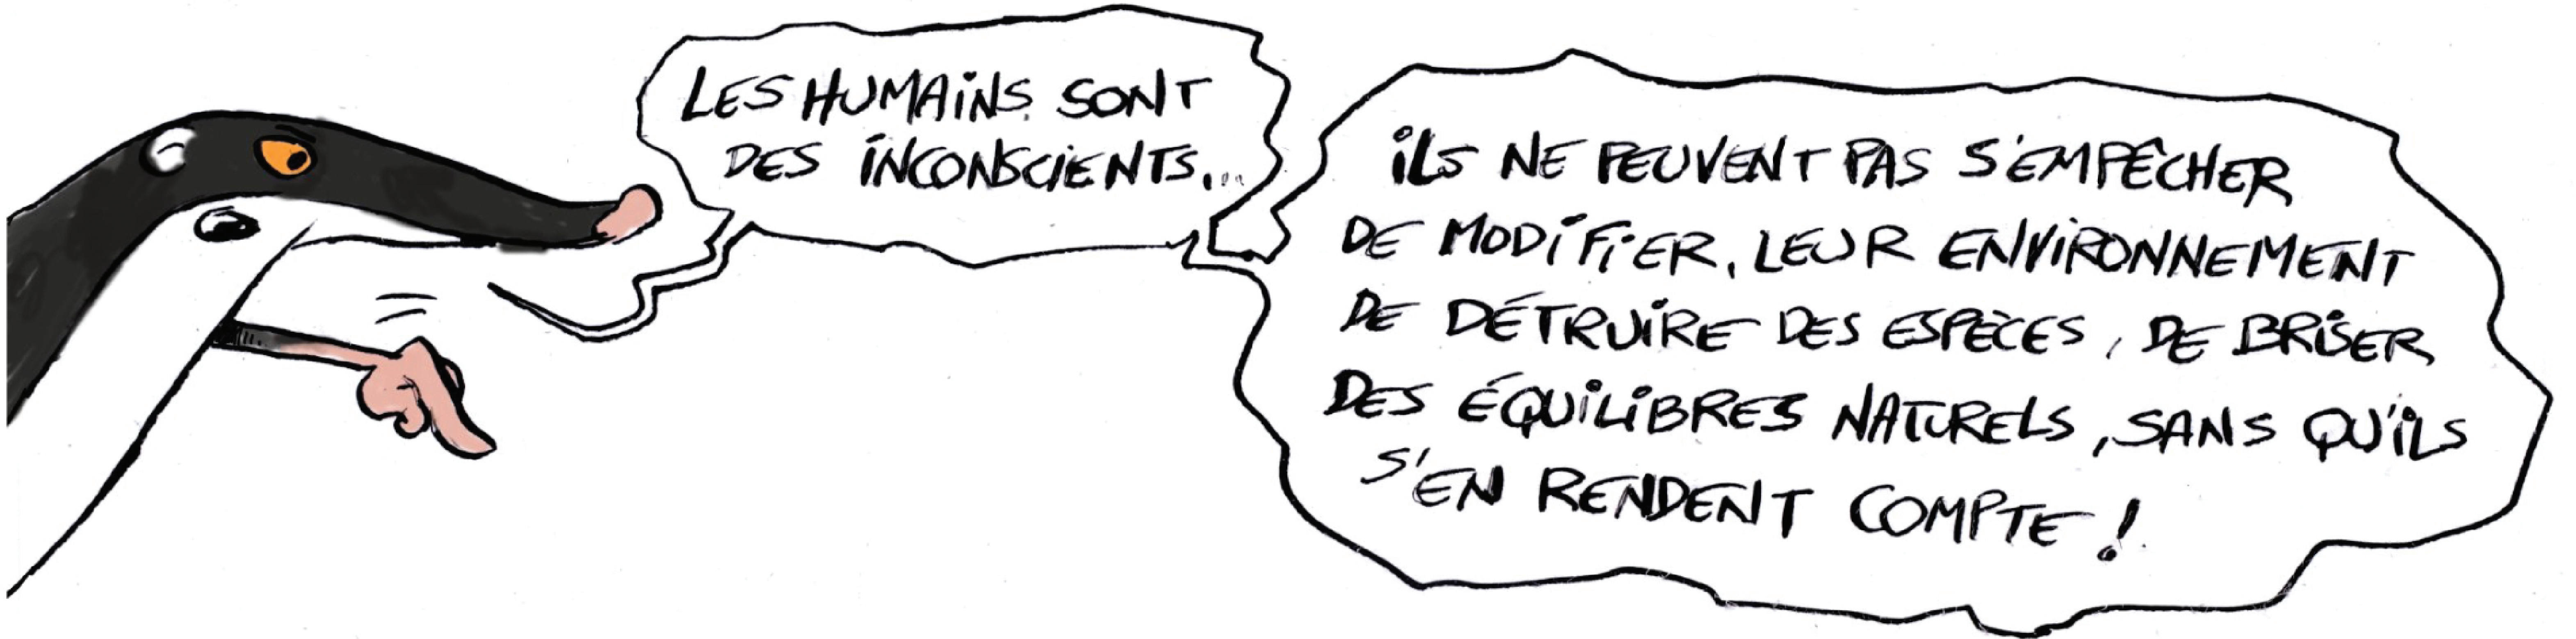 LES HUMAINS SONT
DES INCONSCIENTS...
ILS NE PEUVENT PAS S'EMPÊCHER
DE MODIFIER, LEUR ENVIRONNEMENT
DE DÉTRUIRE DES ESPÈCES, DE BRISER
DES ÉQUILIBRES NATURELS, SANS QU'ILS
S'EN RENDENT COMPTE !